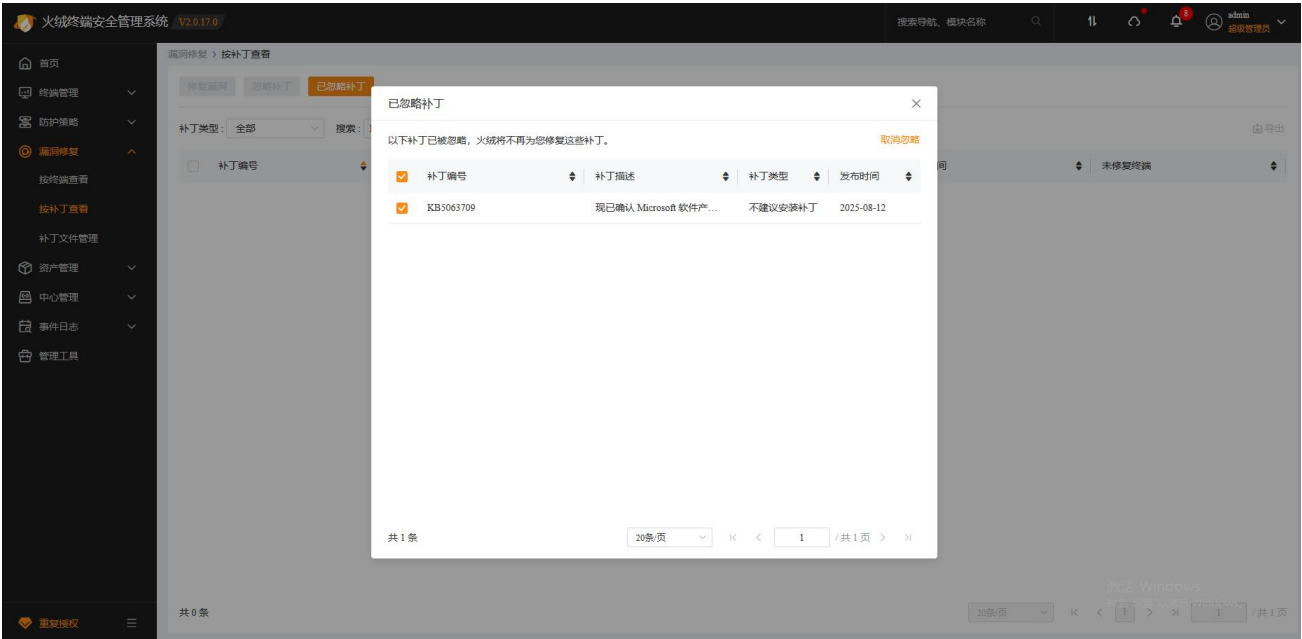 火绒终端安全管理系统 V2.0.17.0
搜索导航、模块名称
8
admin
超级管理员
首页
终端管理
防护策略
漏洞修复
按终端查看
按补丁查看
补丁文件管理
资产管理
中心管理
事件日志
管理工具
重复授权
漏洞修复 > 按补丁查看
修复漏洞 忽略补丁 已忽略补丁
补丁类型: 全部 搜索:
导出
补丁编号 间 未修复终端
已忽略补丁
以下补丁已被忽略，火绒将不再为您修复这些补丁。 取消忽略
补丁编号 补丁描述 补丁类型 发布时间
KB5063709 现已确认 Microsoft 软件产… 不建议安装补丁 2025-08-12
共 1 条 20条/页 1 / 共 1 页
激活 Windows
共 0 条 20条/页 1 1 / 共 1 页